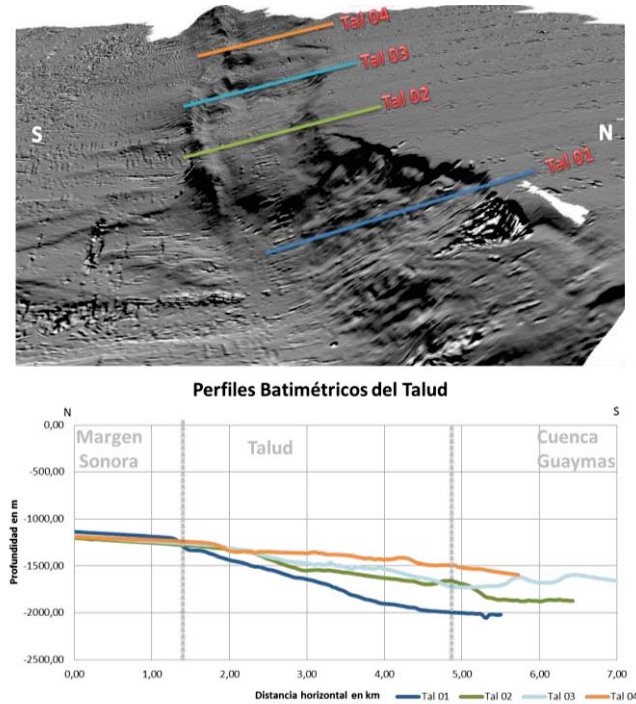 Tal 04
Tal 03
Tal 02
S
N
Tal 01
Perfiles Batimétricos del Talud
N
S
0,00
Margen
Sonora
Talud
Cuenca
Guaymas
-500,00
-1000,00
-1500,00
-2000,00
-2500,00
Profundidad en m
0,00 1,00 2,00 3,00 4,00 5,00 6,00 7,00
Distancia horizontal en km
Tal 01 Tal 02 Tal 03 Tal 04